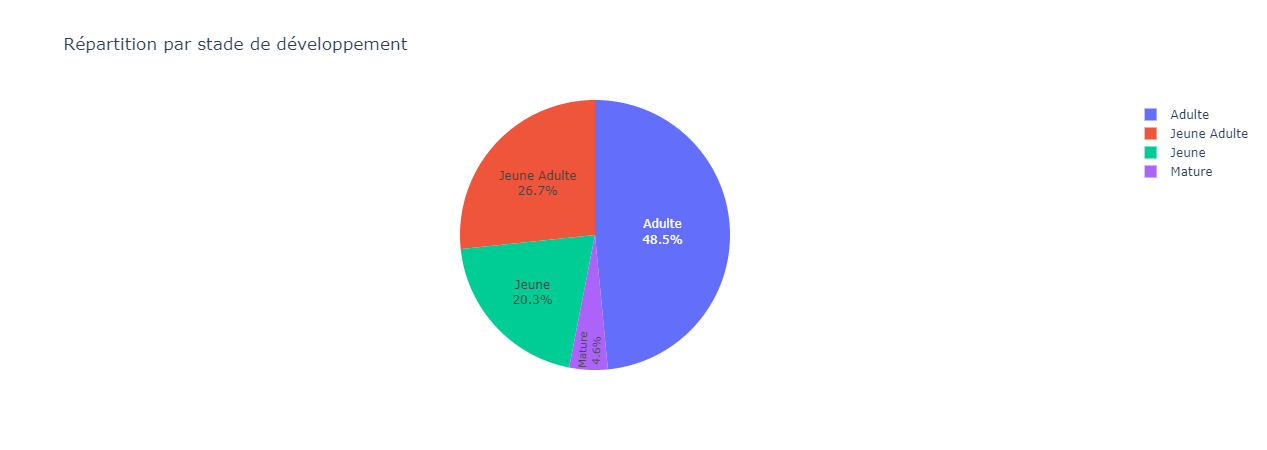 Répartition par stade de développement
Jeune Adulte
26.7%
Adulte
48.5%
Jeune
20.3%
Mature
4.6%
Adulte
Jeune Adulte
Jeune
Mature